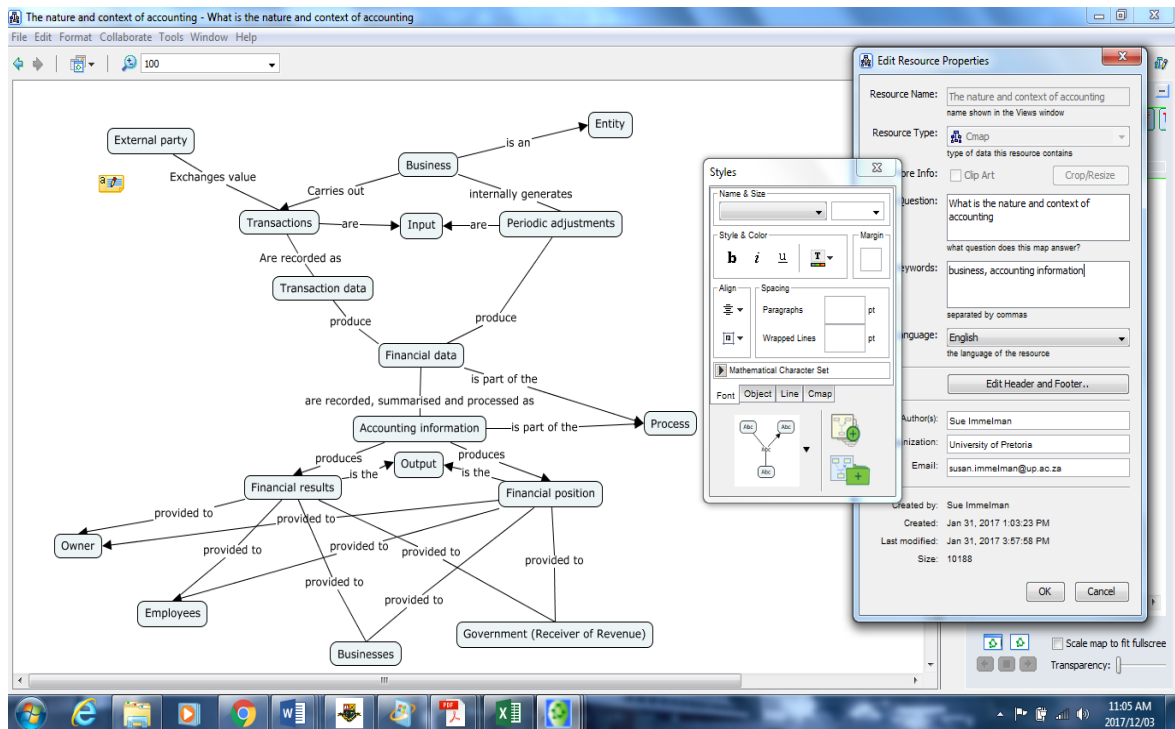 The nature and context of accounting - What is the nature and context of accounting
File Edit Format Collaborate Tools Window Help
100
External party
Exchanges value
Entity
is an
Business
Carries out
internally generates
Transactions
are
Input
are
Periodic adjustments
Are recorded as
Transaction data
produce
produce
Financial data
is part of the
are recorded, summarised and processed as
Accounting information
is part of the
Process
produces
produces
Output
is the
is the
Financial results
Financial position
provided to
provided to
Owner
provided to
provided to
provided to
provided to
provided to
provided to
Employees
Businesses
Government (Receiver of Revenue)
Styles
Name & Size
Style & Color
Margin
b i u T
Align
Spacing
Paragraphs
pt
Wrapped Lines
pt
Mathematical Character Set
Font Object Line Cmap
Abc Abc
Abc
Abc
Edit Resource Properties
Resource Name:
The nature and context of accounting
name shown in the Views window
Resource Type:
Cmap
type of data this resource contains
ore Info:
Clip Art
Crop/Resize
Question:
What is the nature and context of
accounting
what question does this map answer?
eywords:
business, accounting information
separated by commas
nguage:
English
the language of the resource
Edit Header and Footer..
Author(s):
Sue Immelman
nization:
University of Pretoria
Email:
susan.immelman@up.ac.za
Created by: Sue Immelman
Created: Jan 31, 2017 1:03:23 PM
Last modified: Jan 31, 2017 3:57:58 PM
Size: 10188
OK
Cancel
Scale map to fit fullscree
Transparency:
11:05 AM
2017/12/03